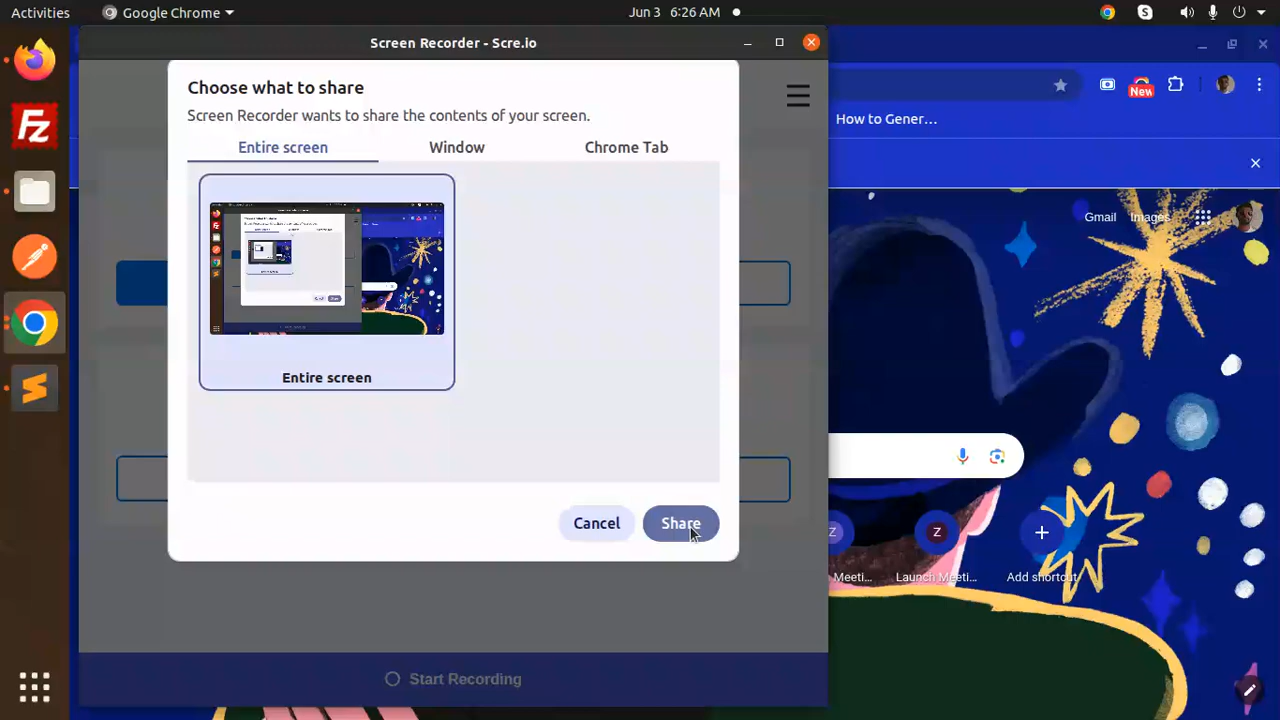 Activities
Google Chrome
Jun 3 6:26 AM
Screen Recorder - Scre.io
Choose what to share
Screen Recorder wants to share the contents of your screen.
Entire screen
Window
Chrome Tab
Entire screen
Cancel
Share
Start Recording
New
How to Gener...
Gmail
Images
Z
Z
Meeti...
Launch Meeti...
Add shortcut